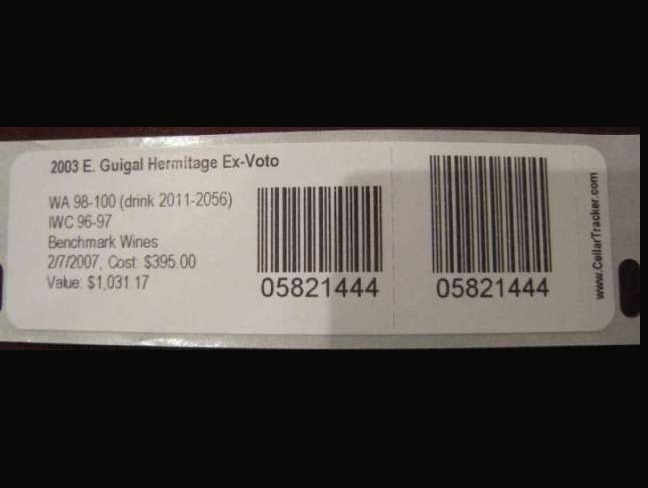 2003 E. Guigal Hermitage Ex-Voto
WA 98-100 (drink 2011-2056)
IWC 96-97
Benchmark Wines
2/7/2007, Cost: $395.00
Value: $1,031.17
05821444
05821444
www.CellarTracker.com